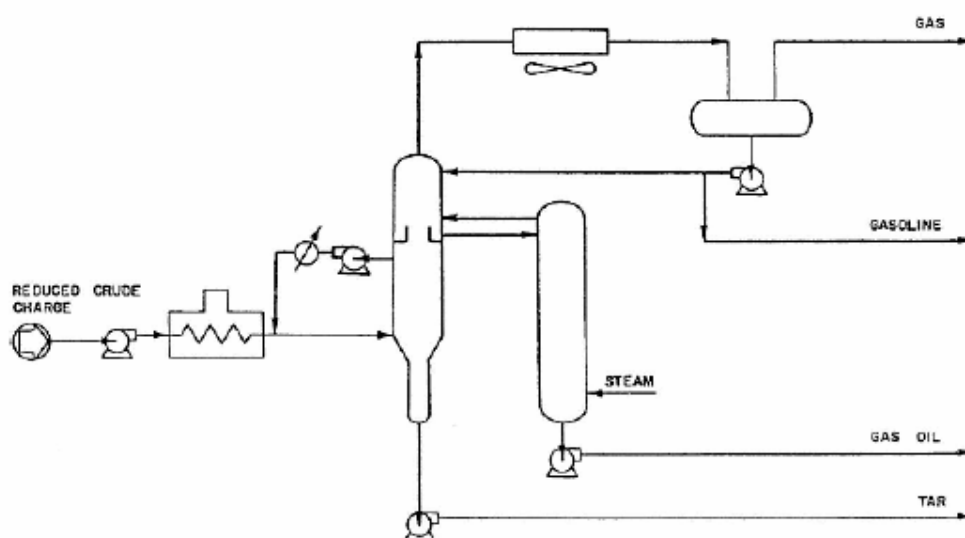 GAS
GASOLINE
REDUCED CRUDE
CHARGE
STEAM
GAS OIL
TAR